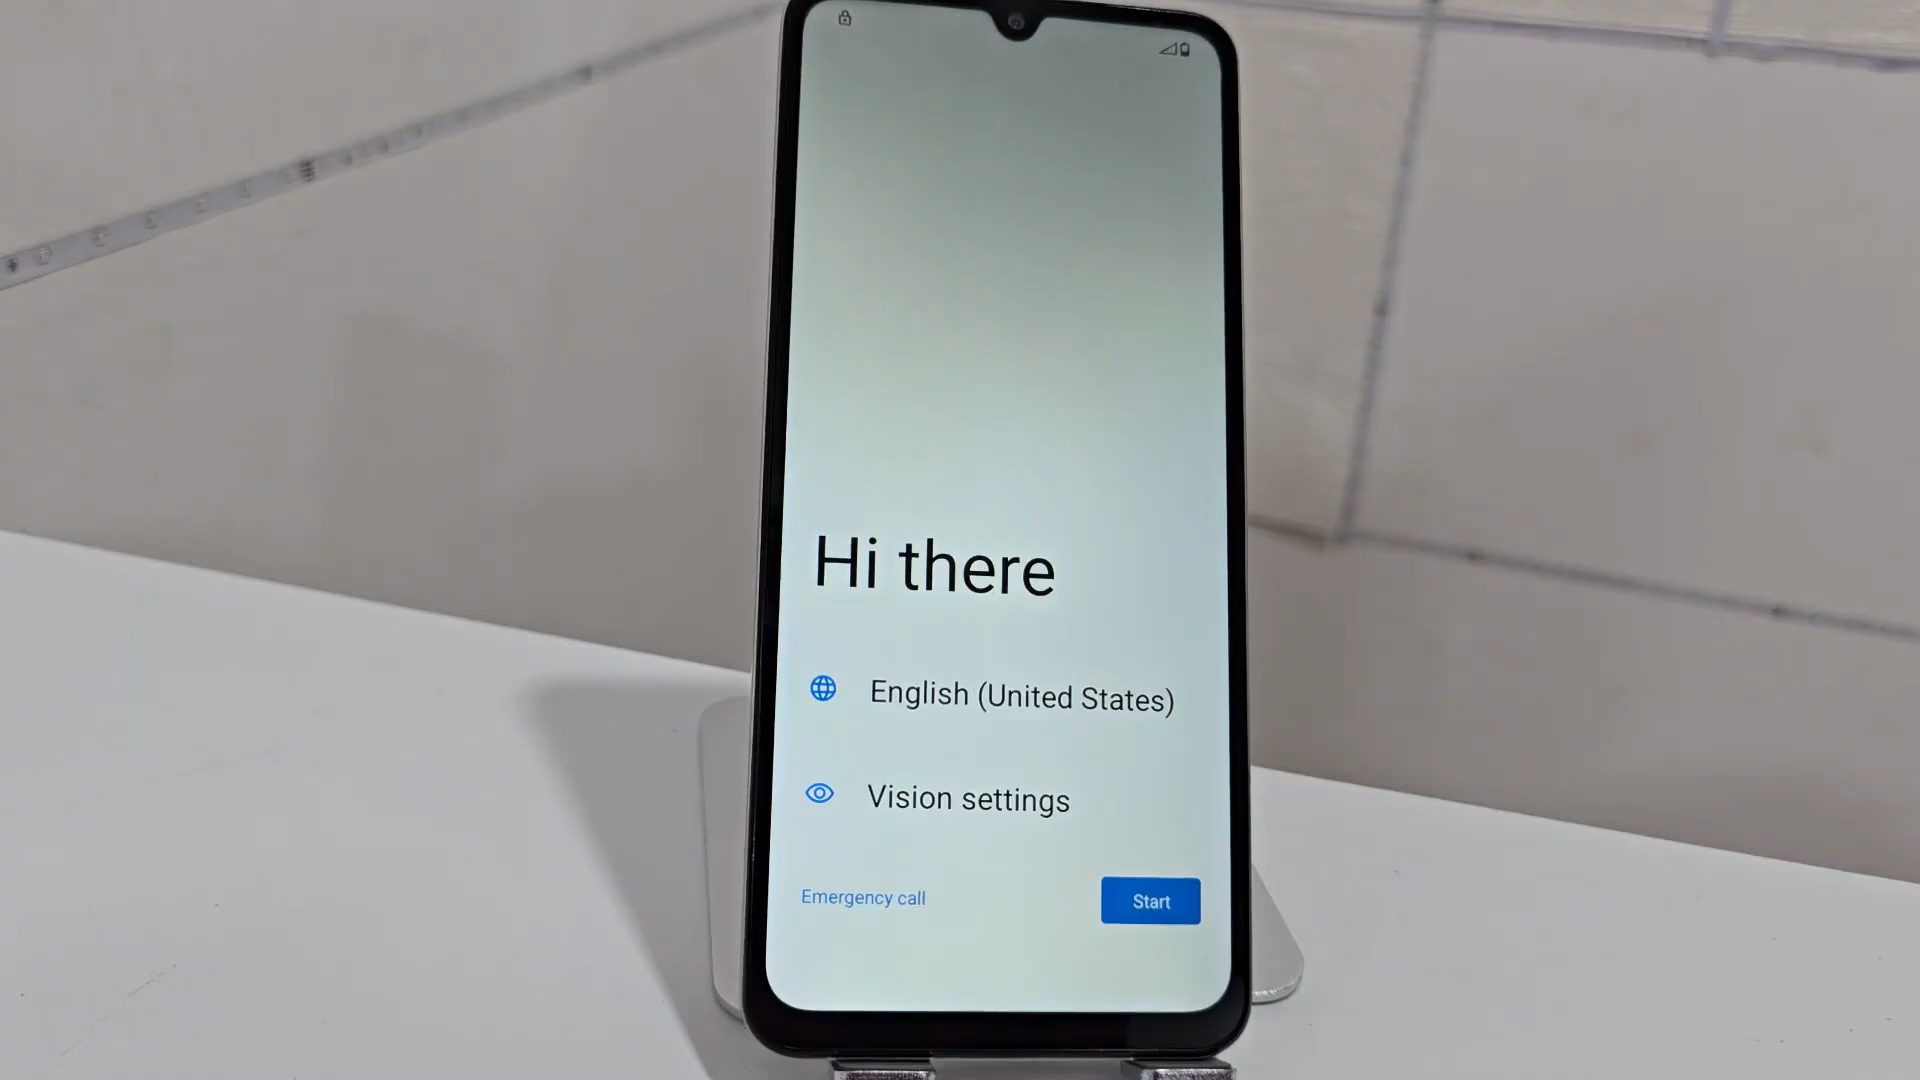 Hi there
English (United States)
Vision settings
Emergency call
Start